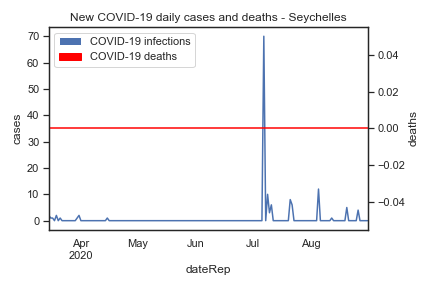 New COVID-19 daily cases and deaths - Seychelles
COVID-19 infections
COVID-19 deaths
70
60
50
40
30
20
10
0
cases
0.04
0.02
0.00
−0.02
−0.04
deaths
Apr
2020
May
Jun
Jul
Aug
dateRep